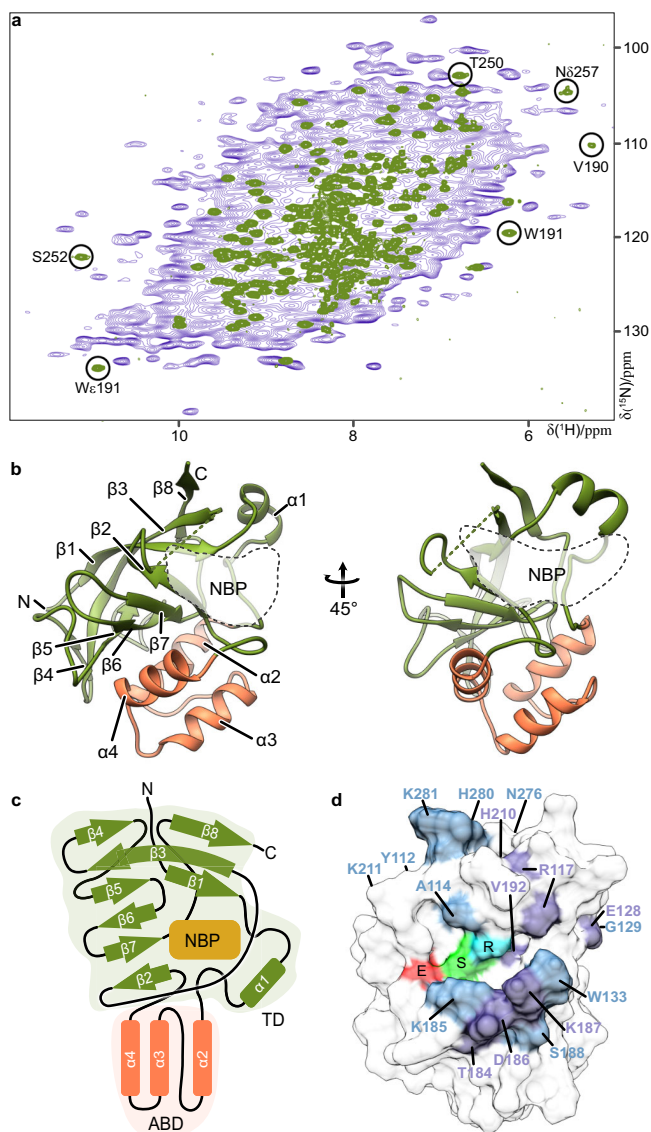 a
100
T250
Nδ257
110
V190
120
W191
S252
130
Wε191
δ(¹⁵N)/ppm
δ(¹H)/ppm
10
8
6
b
C
β8
β3
α1
β2
β1
NBP
NBP
N
45°
β5
β7
β6
β4
α2
α4
α3
c
N
d
K281
H280
N276
H210
β4
β8
β3
C
K211
Y112
R117
β1
V192
A114
β5
E128
G129
β6
R
NBP
S
E
β7
W133
β2
α1
K185
K187
TD
S188
D186
T184
α4
α3
α2
ABD